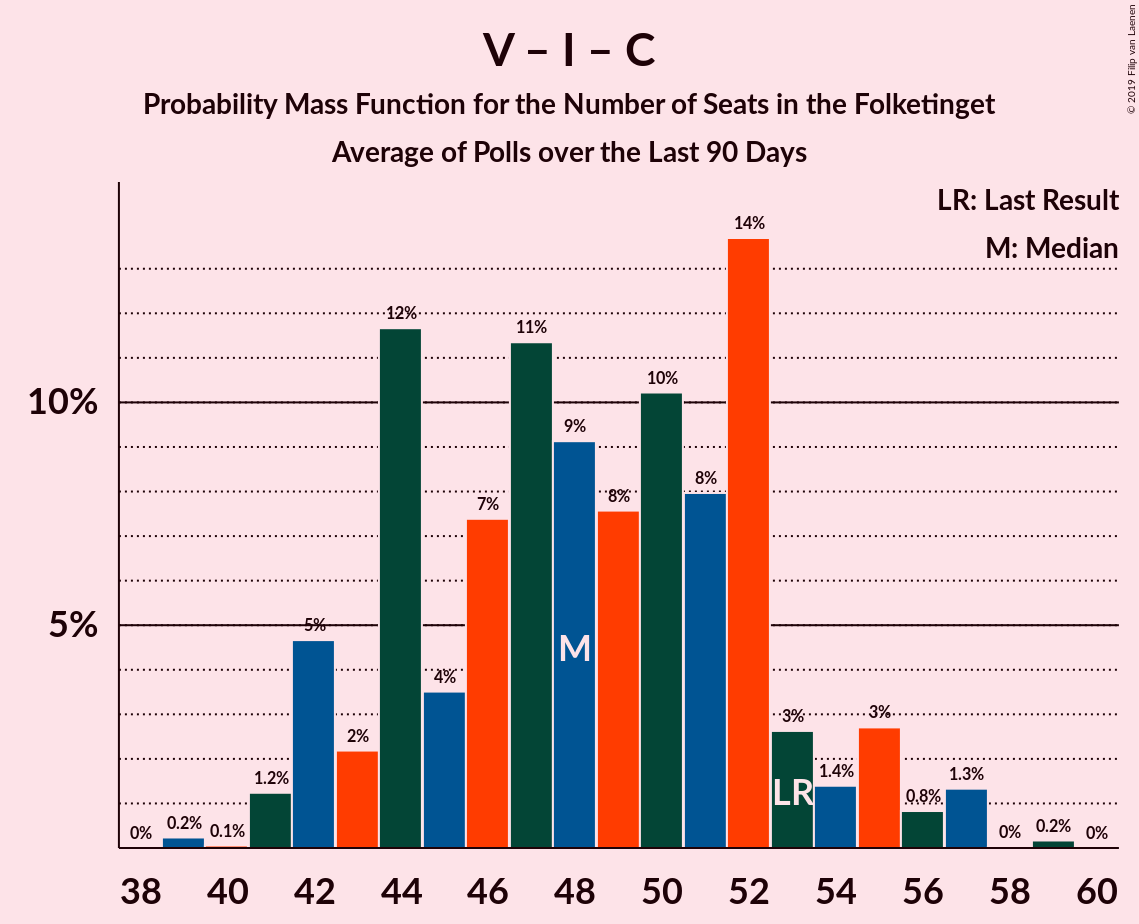 © 2019 Filip van Laenen
V – I – C
Probability Mass Function for the Number of Seats in the Folketinget
Average of Polls over the Last 90 Days
LR: Last Result
M: Median
10%
5%
0%
0.2%
0.1%
1.2%
5%
2%
12%
4%
7%
11%
9%
8%
10%
8%
14%
3%
1.4%
3%
0.8%
1.3%
0%
0.2%
0%
M
LR
38 40 42 44 46 48 50 52 54 56 58 60